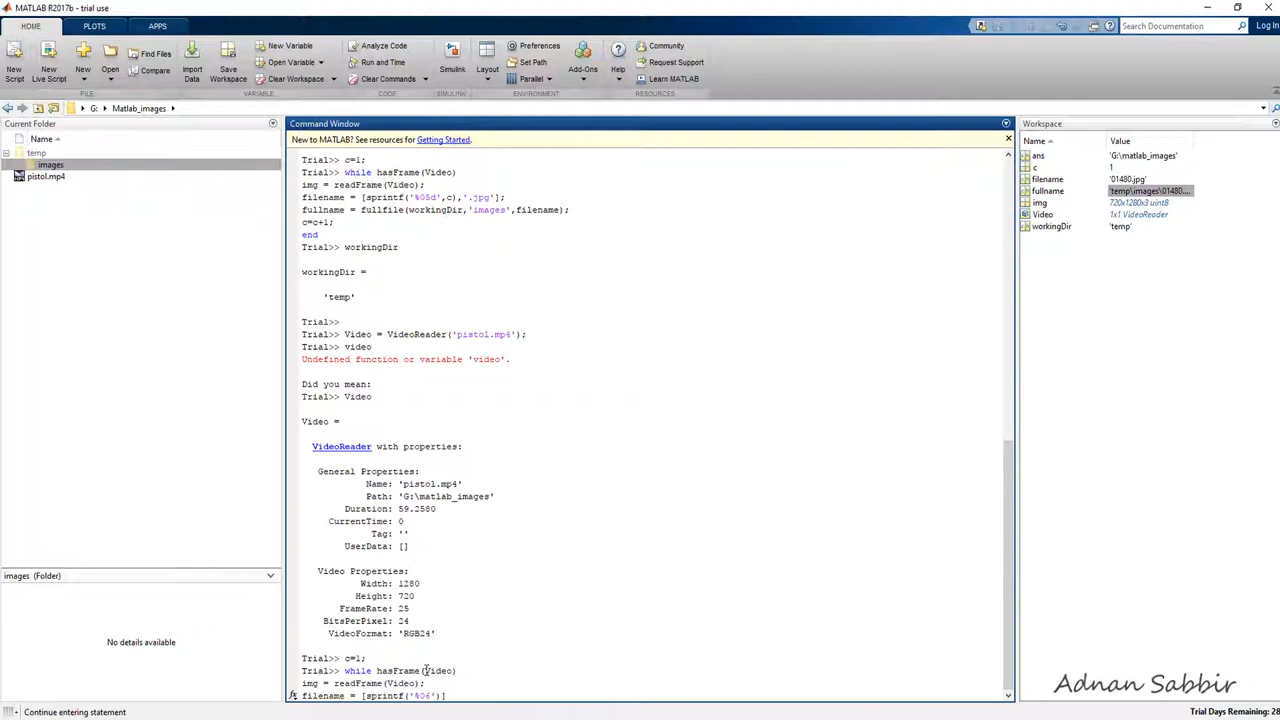 MATLAB R2017b - trial use
HOME
PLOTS
APPS
Search Documentation
Log In
New Script
New Live Script
New
Open
Find Files
Compare
Import Data
Save Workspace
New Variable
Open Variable
Clear Workspace
Analyze Code
Run and Time
Clear Commands
Simulink
Layout
Preferences
Set Path
Parallel
Add-Ons
Help
Community
Request Support
Learn MATLAB
FILE
VARIABLE
CODE
SIMULINK
ENVIRONMENT
RESOURCES
G:
Matlab_images
Current Folder
Name
temp
images
pistol.mp4
images (Folder)
No details available
Command Window
New to MATLAB? See resources for Getting Started.
Trial>> c=1;
Trial>> while hasFrame(Video)
img = readFrame(Video);
filename = [sprintf('%05d',c),'.jpg'];
fullname = fullfile(workingDir,'images',filename);
c=c+1;
end
Trial>> workingDir
workingDir =
'temp'
Trial>>
Trial>> Video = VideoReader('pistol.mp4');
Trial>> video
Undefined function or variable 'video'.
Did you mean:
Trial>> Video
Video =
VideoReader with properties:
General Properties:
Name: 'pistol.mp4'
Path: 'G:\matlab_images'
Duration: 59.2580
CurrentTime: 0
Tag: ''
UserData: []
Video Properties:
Width: 1280
Height: 720
FrameRate: 25
BitsPerPixel: 24
VideoFormat: 'RGB24'
Trial>> c=1;
Trial>> while hasFrame(Video)
img = readFrame(Video);
filename = [sprintf('%06')]
Workspace
Name Value
ans 'G:\matlab_images'
c 1
filename '01480.jpg'
fullname 'temp\images\01480....
img 720x1280x3 uint8
Video 1x1 VideoReader
workingDir 'temp'
Adnan Sabbir
Continue entering statement
Trial Days Remaining: 28